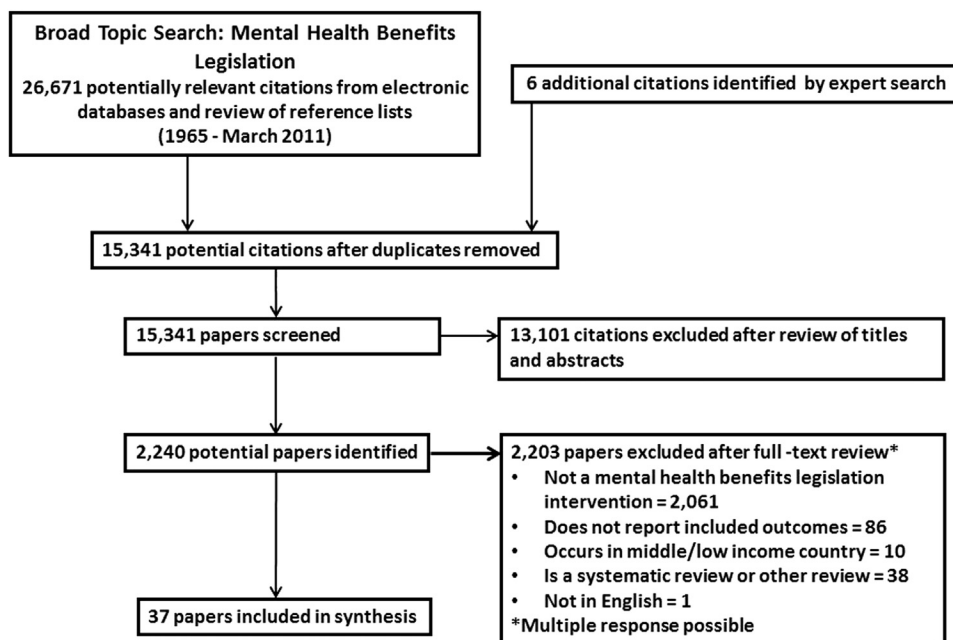 Broad Topic Search: Mental Health Benefits
Legislation
26,671 potentially relevant citations from electronic
databases and review of reference lists
(1965 - March 2011)
6 additional citations identified by expert search
15,341 potential citations after duplicates removed
15,341 papers screened
13,101 citations excluded after review of titles
and abstracts
2,240 potential papers identified
2,203 papers excluded after full -text review*
• Not a mental health benefits legislation
intervention = 2,061
• Does not report included outcomes = 86
• Occurs in middle/low income country = 10
• Is a systematic review or other review = 38
• Not in English = 1
*Multiple response possible
37 papers included in synthesis